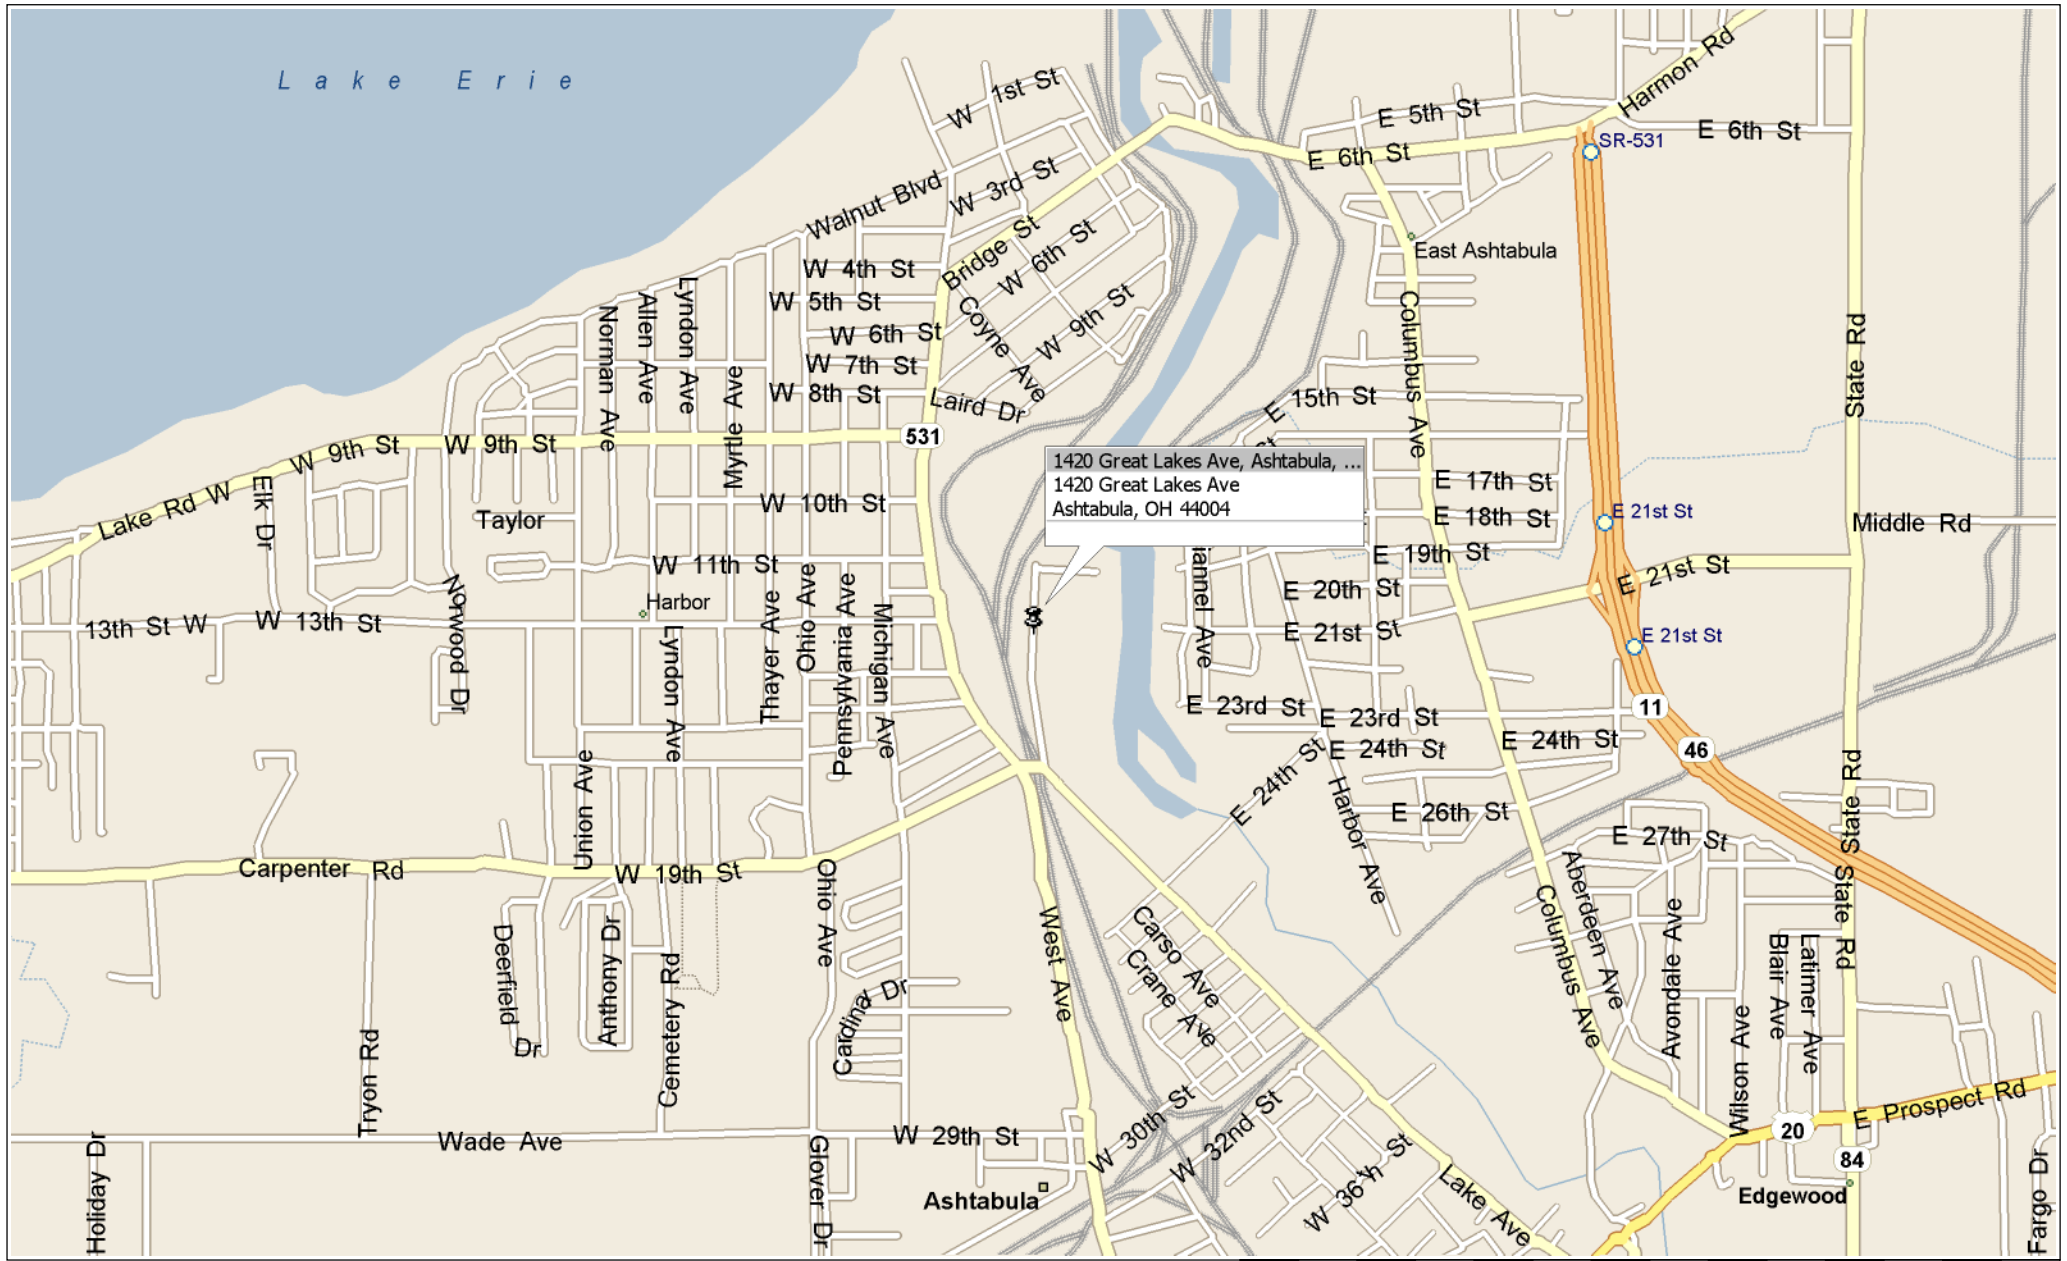 Lake Erie
W 1st St
Harmon Rd
E 5th St
E 6th St
SR-531
E 6th St
W 3rd St
Walnut Blvd
Bridge St
W 6th St
East Ashtabula
W 4th St
W 5th St
W 6th St
W 7th St
W 8th St
W 9th St
Coyne Ave
Laird Dr
Norman Ave
Allen Ave
Lyndon Ave
Myrtle Ave
Columbus Ave
State Rd
E 15th St
St
531
W 9th St
W 9th St
Lake Rd W
Elk Dr
Taylor
W 10th St
1420 Great Lakes Ave, Ashtabula, ...
1420 Great Lakes Ave
Ashtabula, OH 44004
E 17th St
E 18th St
E 19th St
E 20th St
E 21st St
E 21st St
Middle Rd
E 21st St
E 21st St
W 11th St
Harbor
13th St W
W 13th St
Norwood Dr
Lyndon Ave
Thayer Ave
Ohio Ave
Pennsylvania Ave
Michigan Ave
annel Ave
E 23rd St
E 23rd St
E 24th St
E 24th St
E 24th St
11
46
E 26th St
Harbor Ave
E 27th St
State Rd
S State Rd
Union Ave
Carpenter Rd
W 19th St
Ohio Ave
West Ave
Deerfield Dr
Anthony Dr
Cemetery Rd
Cardinal Dr
Carso Ave
Crane Ave
Columbus Ave
Aberdeen Ave
Avondale Ave
Wilson Ave
Blair Ave
Latimer Ave
Tryon Rd
Wade Ave
W 29th St
W 30th St
W 32nd St
W 36th St
Lake Ave
E Prospect Rd
20
84
Edgewood
Ashtabula
Holiday Dr
Glover Dr
Fargo Dr